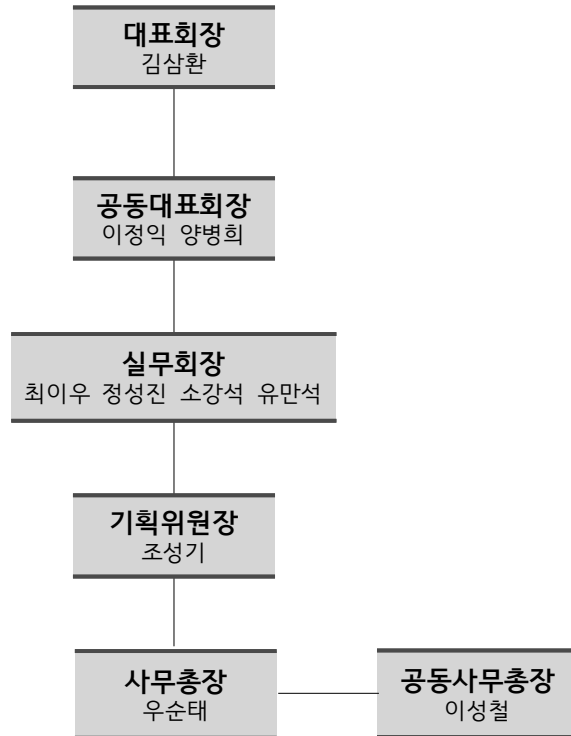 대표회장
김삼환
공동대표회장
이정익 양병희
실무회장
최이우 정성진 소강석 유만석
기획위원장
조성기
사무총장
우순태
공동사무총장
이성철